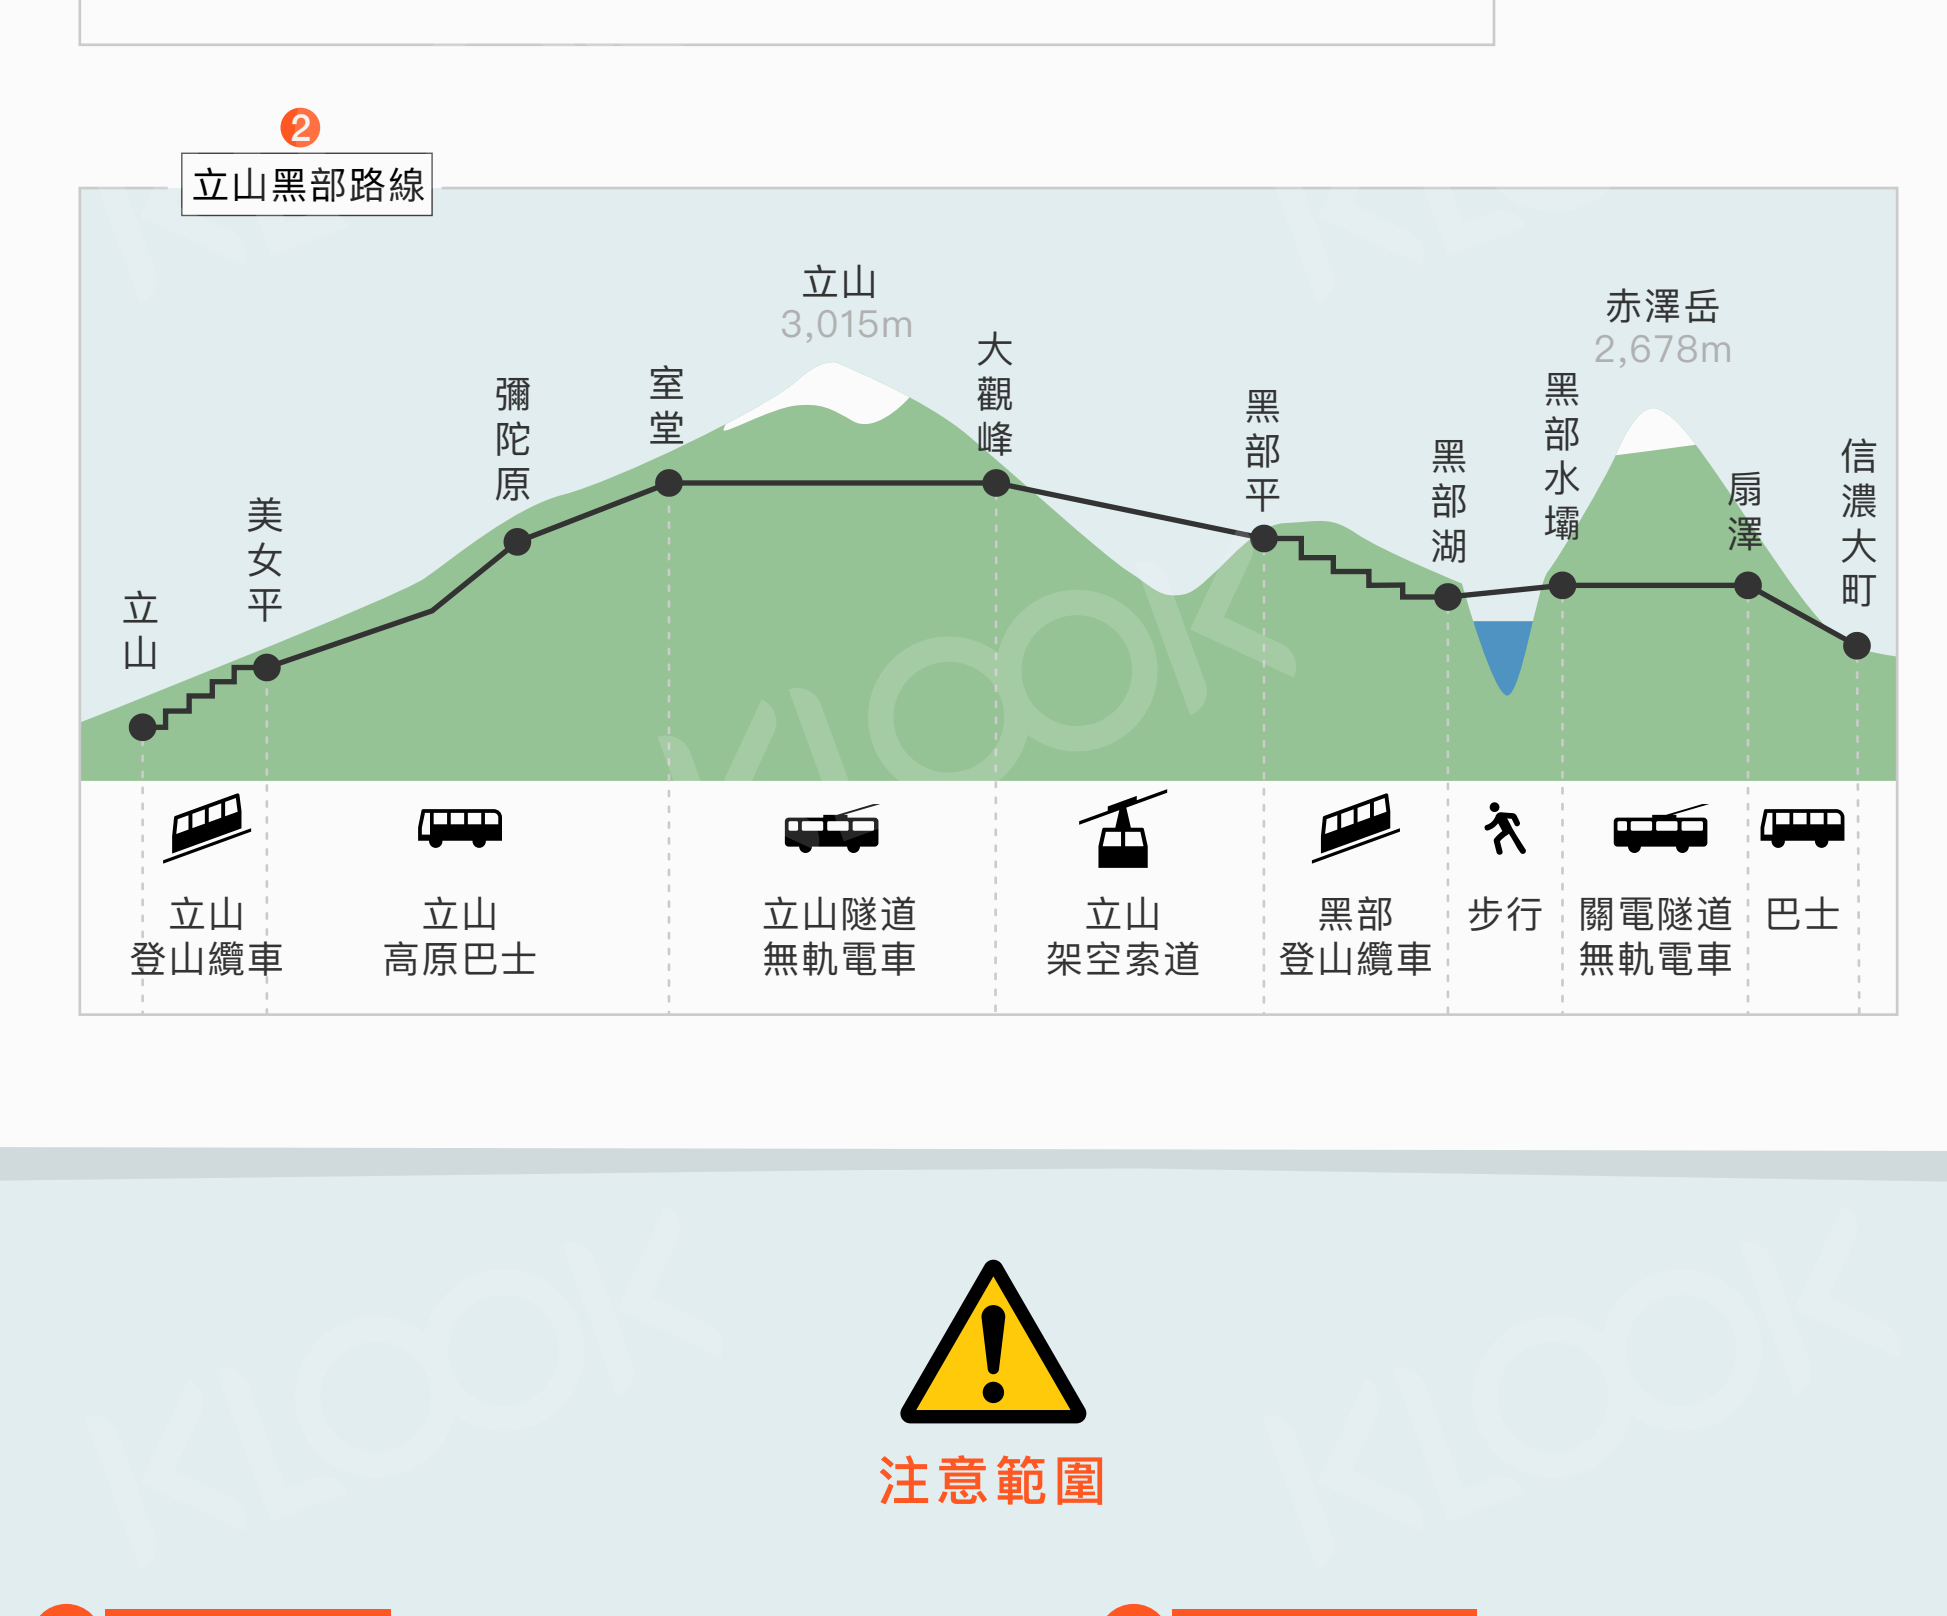 2
立山黑部路線
立山
3,015m
赤澤岳
2,678m
立山
美女平
彌陀原
室堂
大觀峰
黑部平
黑部湖
黑部水壩
扇澤
信濃大町
立山
登山纜車
立山
高原巴士
立山隧道
無軌電車
立山
架空索道
黑部
登山纜車
步行
關電隧道
無軌電車
巴士
KLOOK
注意範圍
KLOOK
KLOOK